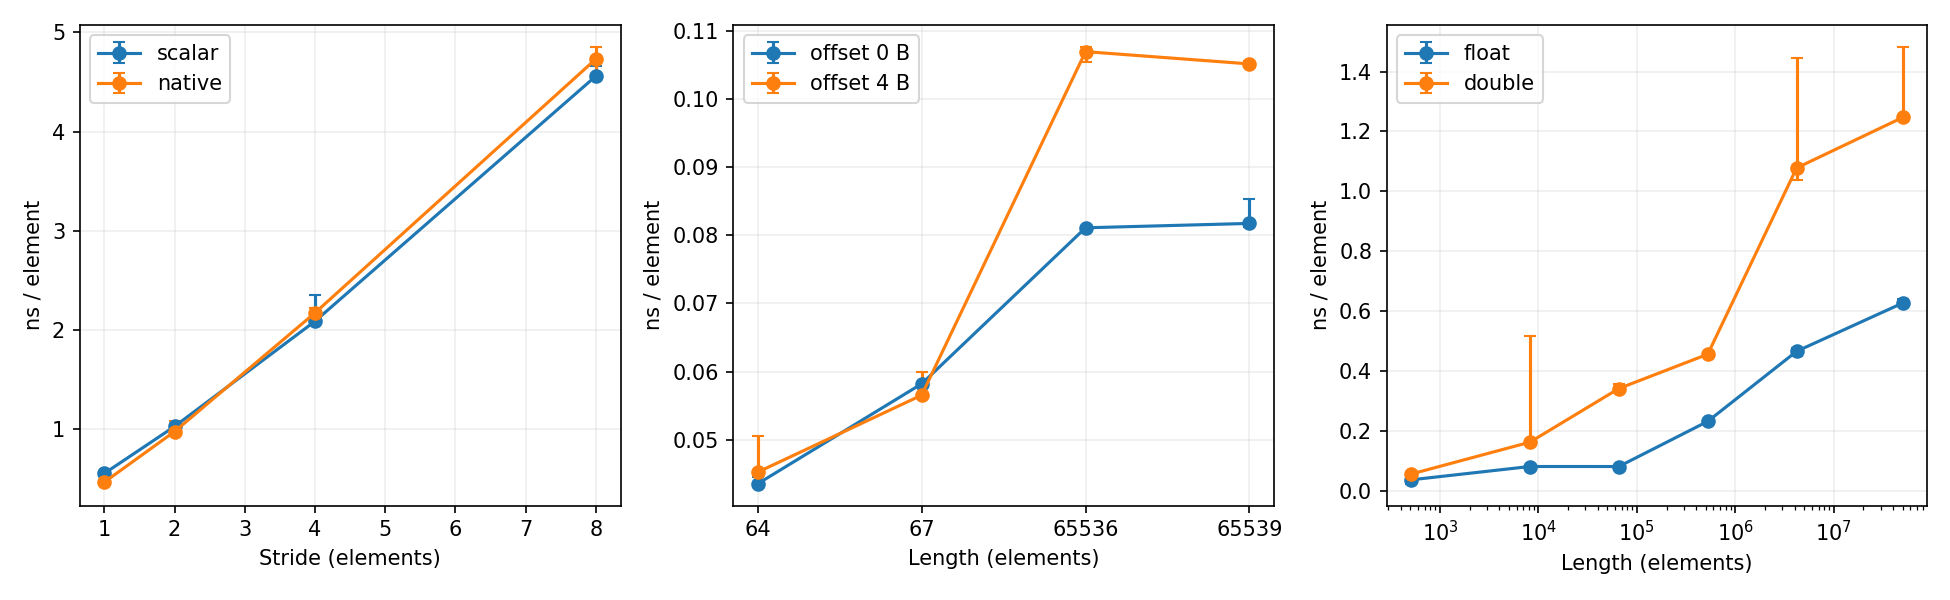 5
4
3
2
1
ns / element
scalar
native
1 2 3 4 5 6 7 8
Stride (elements)
0.11
0.10
0.09
0.08
0.07
0.06
0.05
ns / element
offset 0 B
offset 4 B
64 67 65536 65539
Length (elements)
1.4
1.2
1.0
0.8
0.6
0.4
0.2
0.0
ns / element
float
double
10³ 10⁴ 10⁵ 10⁶ 10⁷
Length (elements)